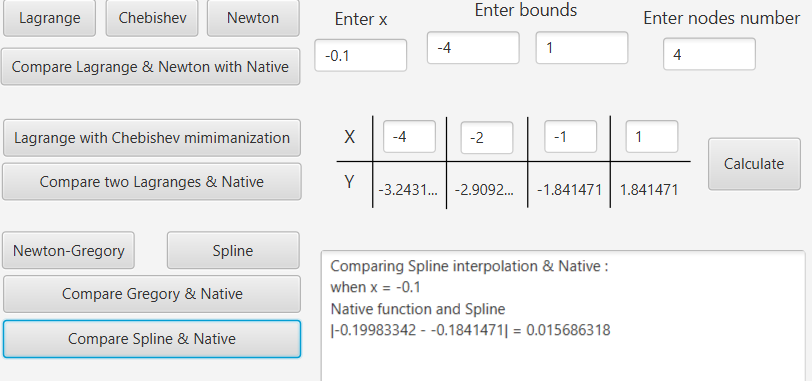 Lagrange Chebishev Newton Enter x Enter bounds Enter nodes number
-0.1 -4 1 4
Compare Lagrange & Newton with Native
Lagrange with Chebishev mimimanization X -4 -2 -1 1 Calculate
Compare two Lagranges & Native Y -3.2431... -2.9092... -1.841471 1.841471
Newton-Gregory Spline
Compare Gregory & Native
Compare Spline & Native
Comparing Spline interpolation & Native :
when x = -0.1
Native function and Spline
|-0.19983342 - -0.1841471| = 0.015686318